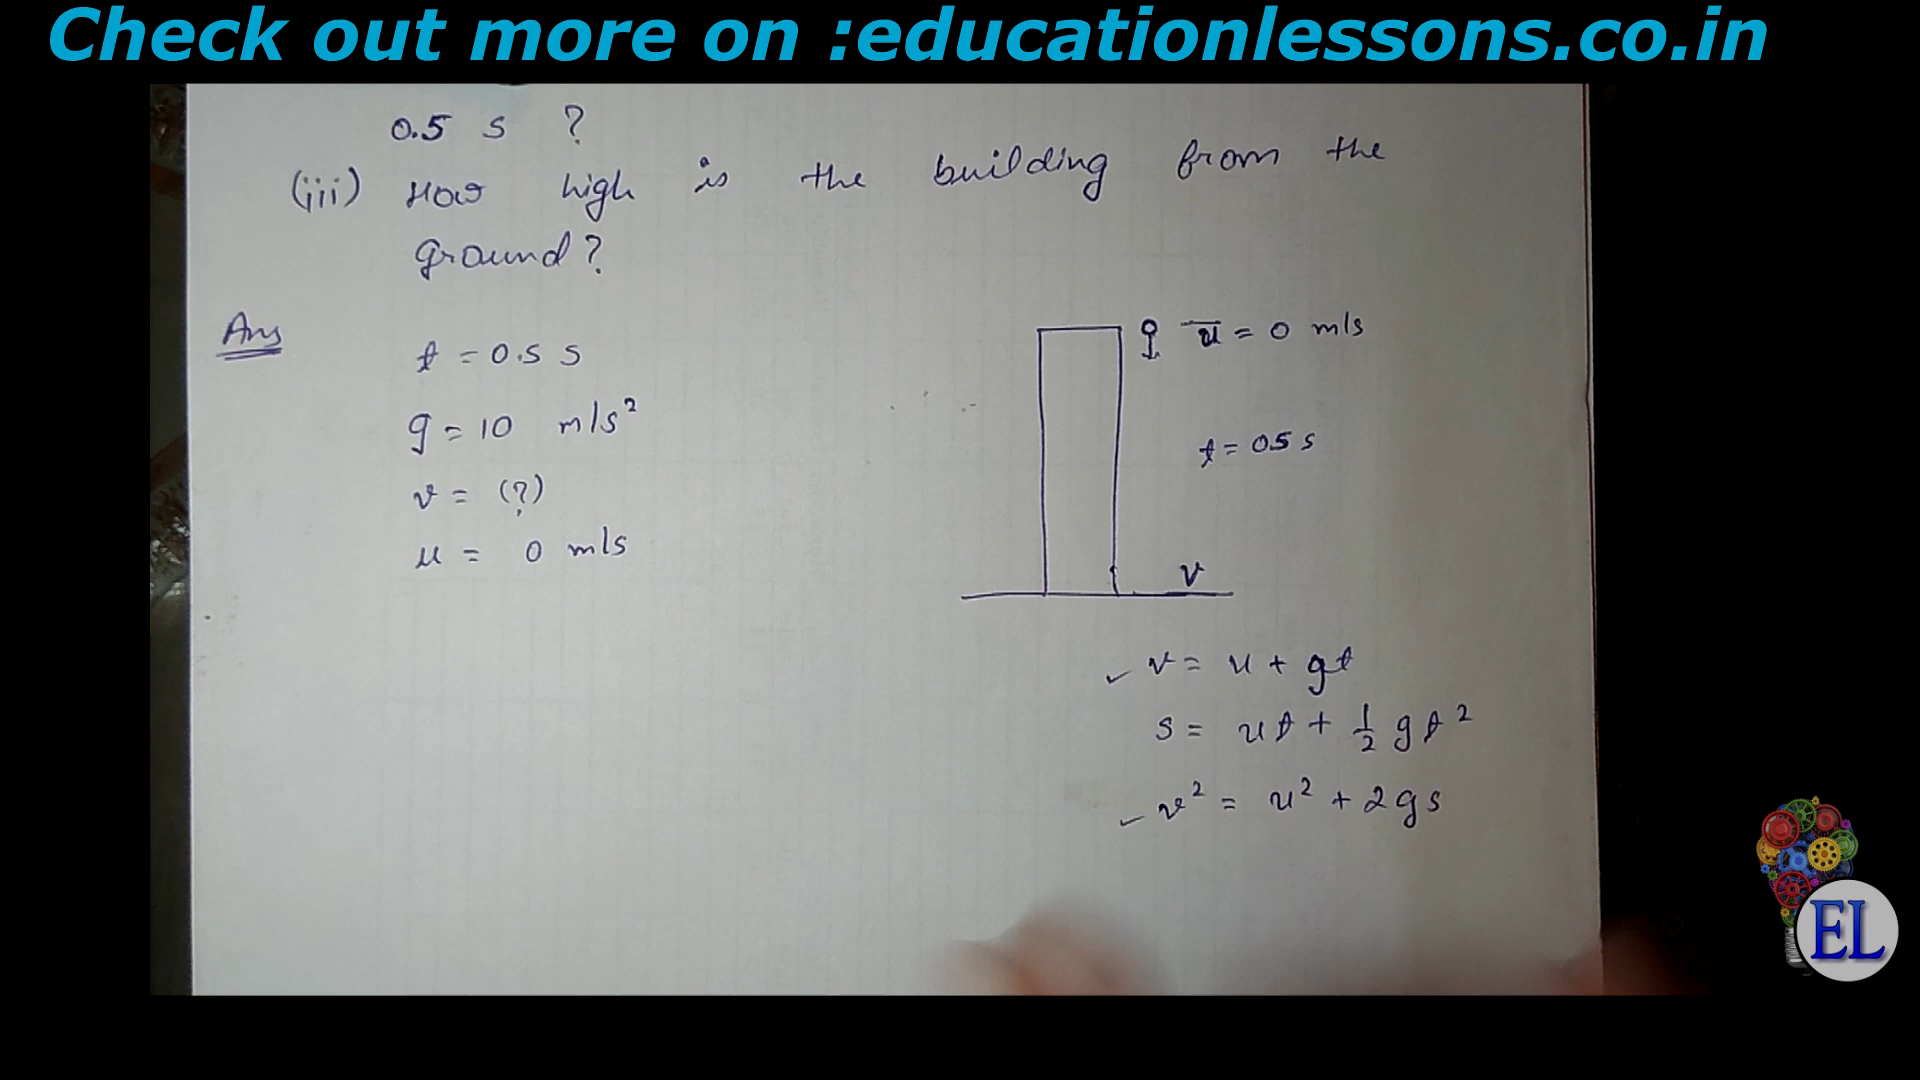 Check out more on :educationlessons.co.in
0.5 s ?
(iii) How high is the building from the
ground?
Ans
t = 0.5 s
g = 10 m/s²
v = (?)
u = 0 m/s
u = 0 m/s
t = 0.5 s
v
v = u + gt
s = ut + 1/2 gt²
v² = u² + 2gs
EL